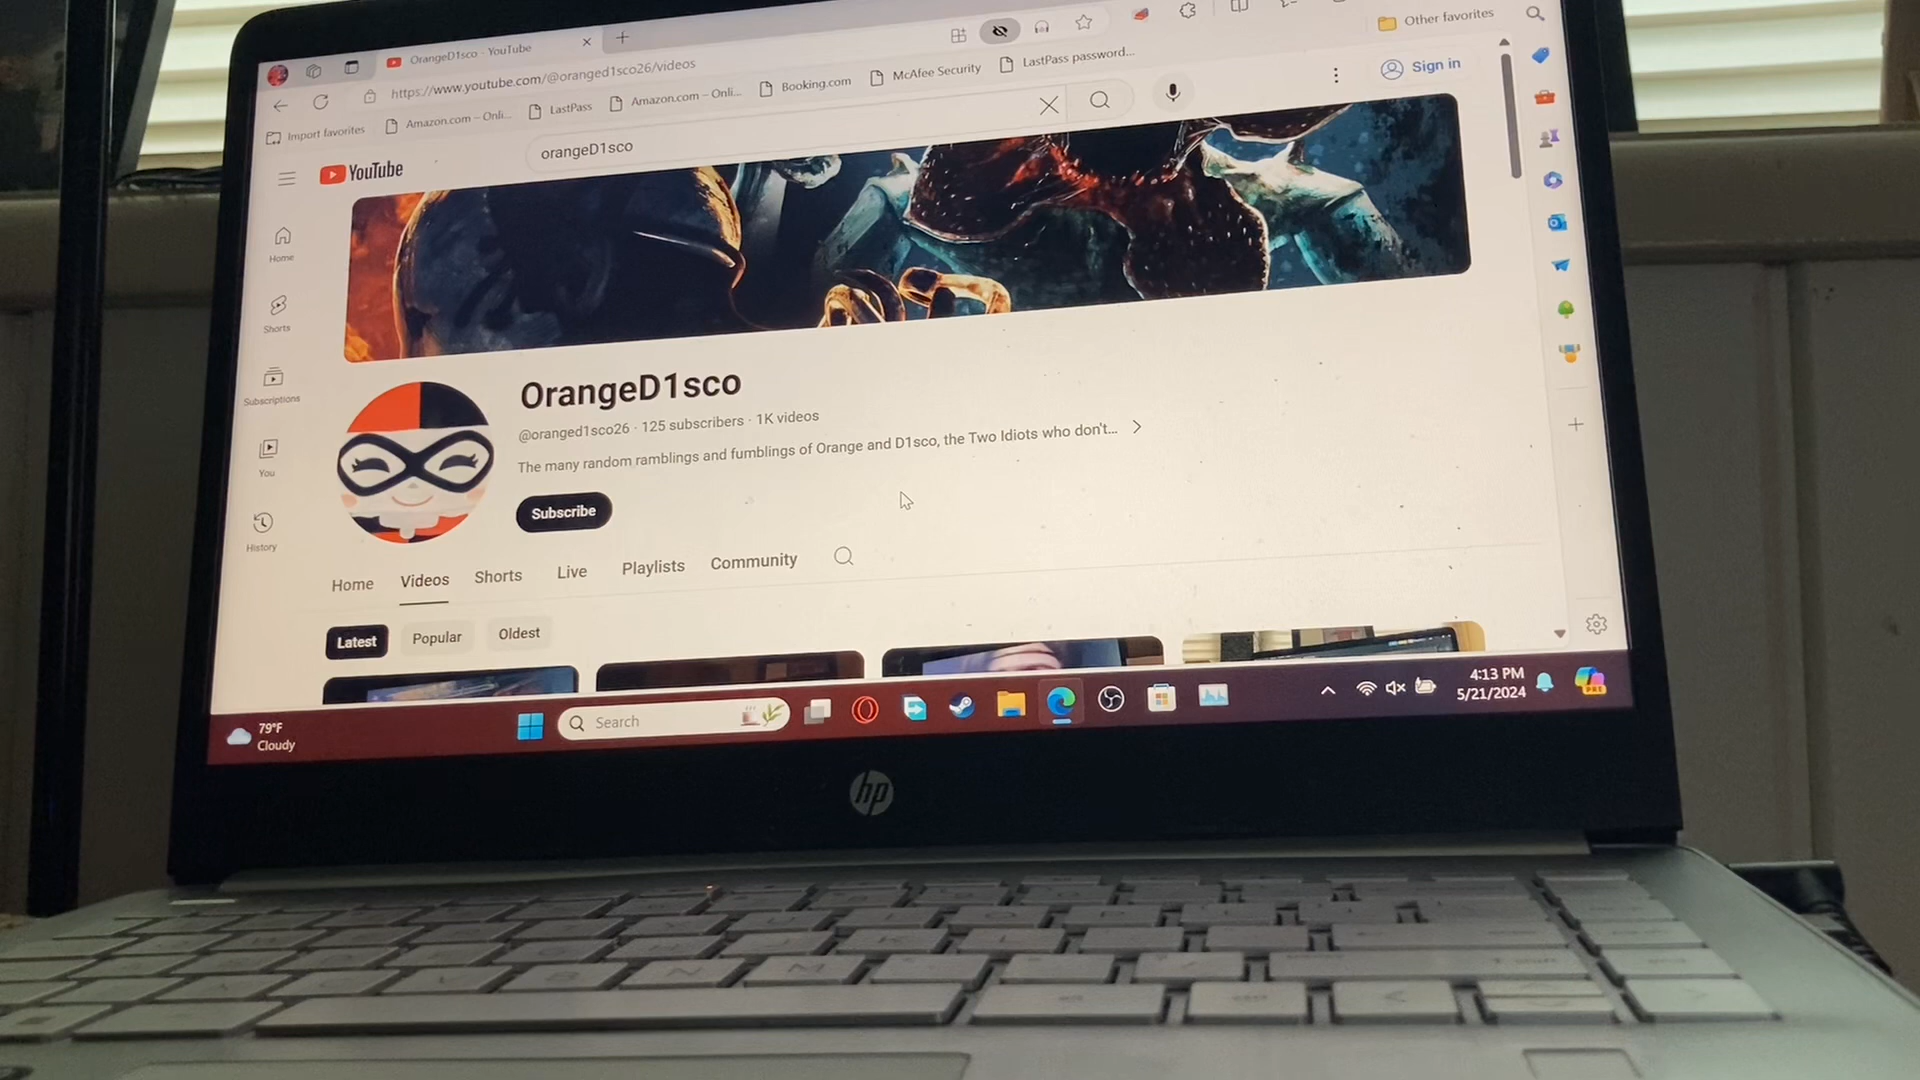 OrangeD1sco - YouTube
https://www.youtube.com/@oranged1sco26/videos
Import favorites
Amazon.com – Onli...
LastPass
Amazon.com – Onli...
Booking.com
McAfee Security
LastPass password...
Other favorites
YouTube
orangeD1sco
Sign in
Home
Shorts
Subscriptions
You
History
OrangeD1sco
@oranged1sco26 · 125 subscribers · 1K videos
The many random ramblings and fumblings of Orange and D1sco, the Two Idiots who don't...
Subscribe
Home Videos Shorts Live Playlists Community
Latest Popular Oldest
79°F
Cloudy
Search
4:13 PM
5/21/2024
PRE
hp